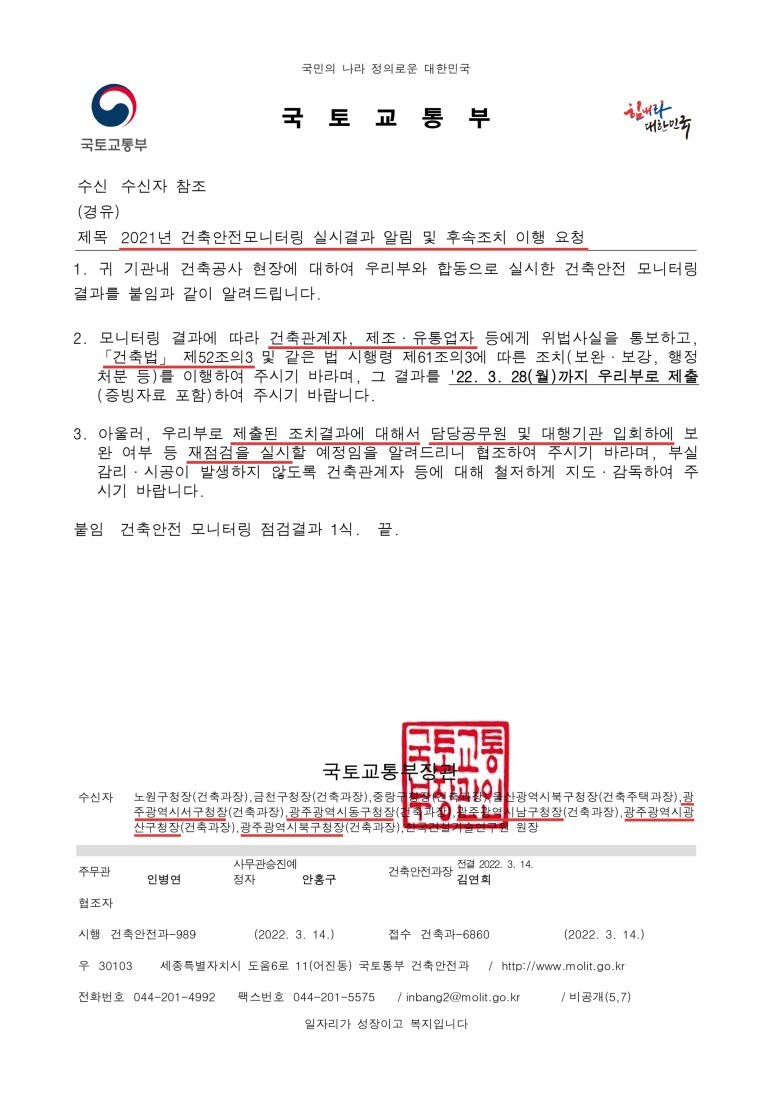 국민의 나라 정의로운 대한민국
국토교통부
국 토 교 통 부
힘내라
대한민국
수신 수신자 참조
(경유)
제목 2021년 건축안전모니터링 실시결과 알림 및 후속조치 이행 요청
1. 귀 기관내 건축공사 현장에 대하여 우리부와 합동으로 실시한 건축안전 모니터링
결과를 붙임과 같이 알려드립니다.
2. 모니터링 결과에 따라 건축관계자, 제조·유통업자 등에게 위법사실을 통보하고,
「건축법」 제52조의3 및 같은 법 시행령 제61조의3에 따른 조치(보완·보강, 행정
처분 등)를 이행하여 주시기 바라며, 그 결과를 '22. 3. 28(월)까지 우리부로 제출
(증빙자료 포함)하여 주시기 바랍니다.
3. 아울러, 우리부로 제출된 조치결과에 대해서 담당공무원 및 대행기관 입회하에 보
완 여부 등 재점검을 실시할 예정임을 알려드리니 협조하여 주시기 바라며, 부실
감리·시공이 발생하지 않도록 건축관계자 등에 대해 철저하게 지도·감독하여 주
시기 바랍니다.
붙임 건축안전 모니터링 점검결과 1식. 끝.
국토교통부장관
국토교통
부장관인
수신자 노원구청장(건축과장),금천구청장(건축과장),중랑구청장(건축과장),울산광역시북구청장(건축주택과장),광
주광역시서구청장(건축과장),광주광역시동구청장(건축과장),광주광역시남구청장(건축과장),광주광역시광
산구청장(건축과장),광주광역시북구청장(건축과장),한국건설기술연구원 원장
주무관 인병연 사무관승진예정자 안홍구 건축안전과장 전결 2022. 3. 14. 김연희
협조자
시행 건축안전과-989 (2022. 3. 14.) 접수 건축과-6860 (2022. 3. 14.)
우 30103 세종특별자치시 도움6로 11(어진동) 국토통부 건축안전과 / http://www.molit.go.kr
전화번호 044-201-4992 팩스번호 044-201-5575 / inbang2@molit.go.kr / 비공개(5,7)
일자리가 성장이고 복지입니다